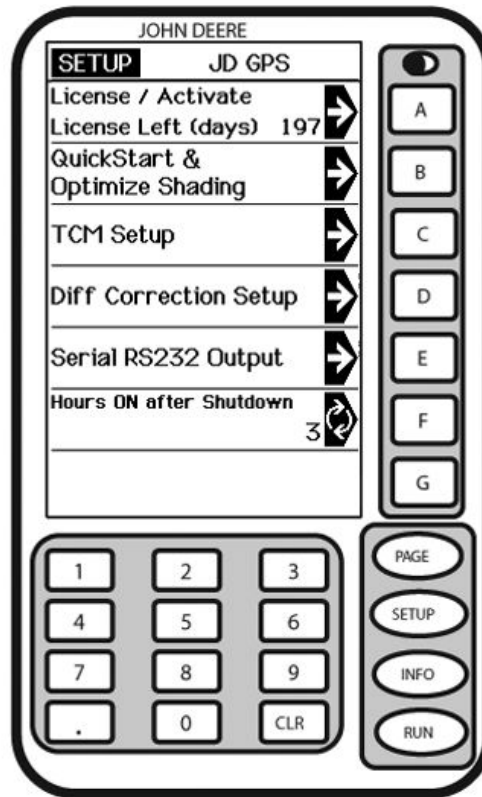 JOHN DEERE
SETUP JD GPS
License / Activate
License Left (days) 197
QuickStart &
Optimize Shading
TCM Setup
Diff Correction Setup
Serial RS232 Output
Hours ON after Shutdown
3
A
B
C
D
E
F
G
1 2 3
4 5 6
7 8 9
. 0 CLR
PAGE
SETUP
INFO
RUN